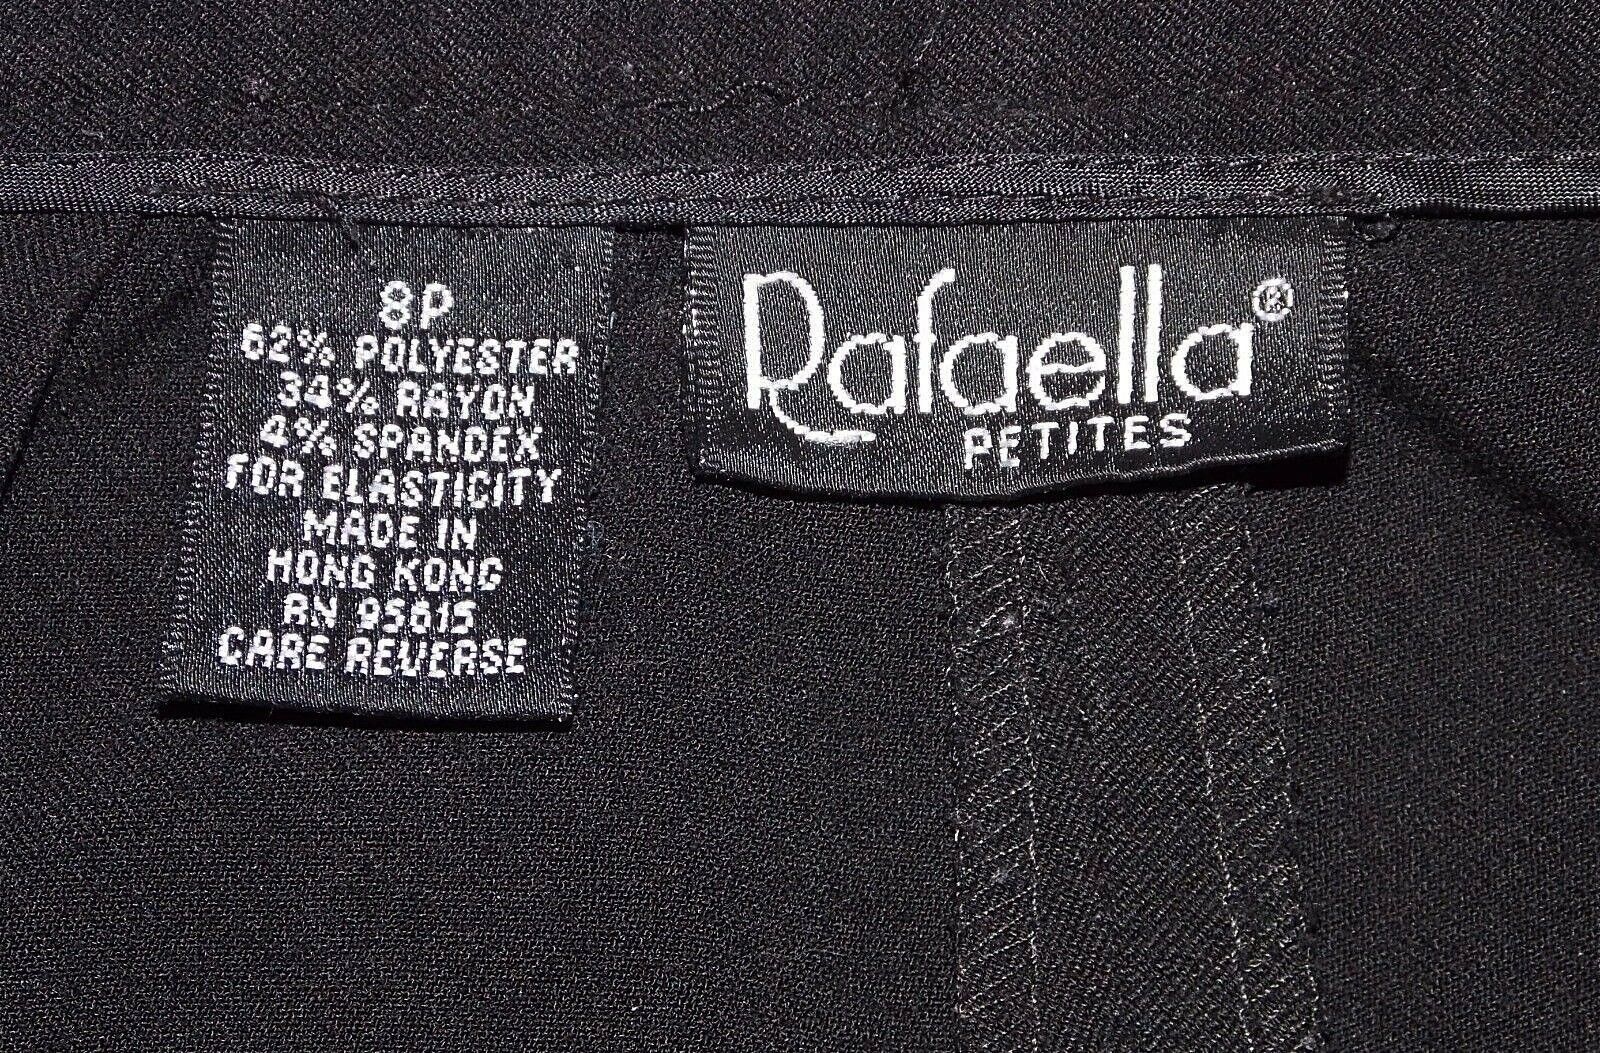 8P
62% POLYESTER
34% RAYON
4% SPANDEX
FOR ELASTICITY
MADE IN
HONG KONG
RN 95615
CARE REVERSE
Rafaella®
PETITES